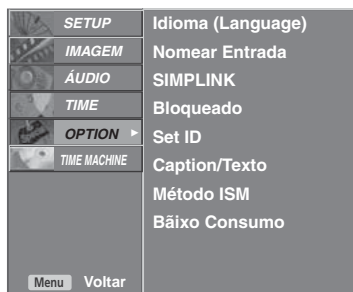 SETUP
IMAGEM
ÁUDIO
TIME
OPTION
TIME MACHINE
Menu Voltar
Idioma (Language)
Nomear Entrada
SIMPLINK
Bloqueado
Set ID
Caption/Texto
Método ISM
Bãixo Consumo